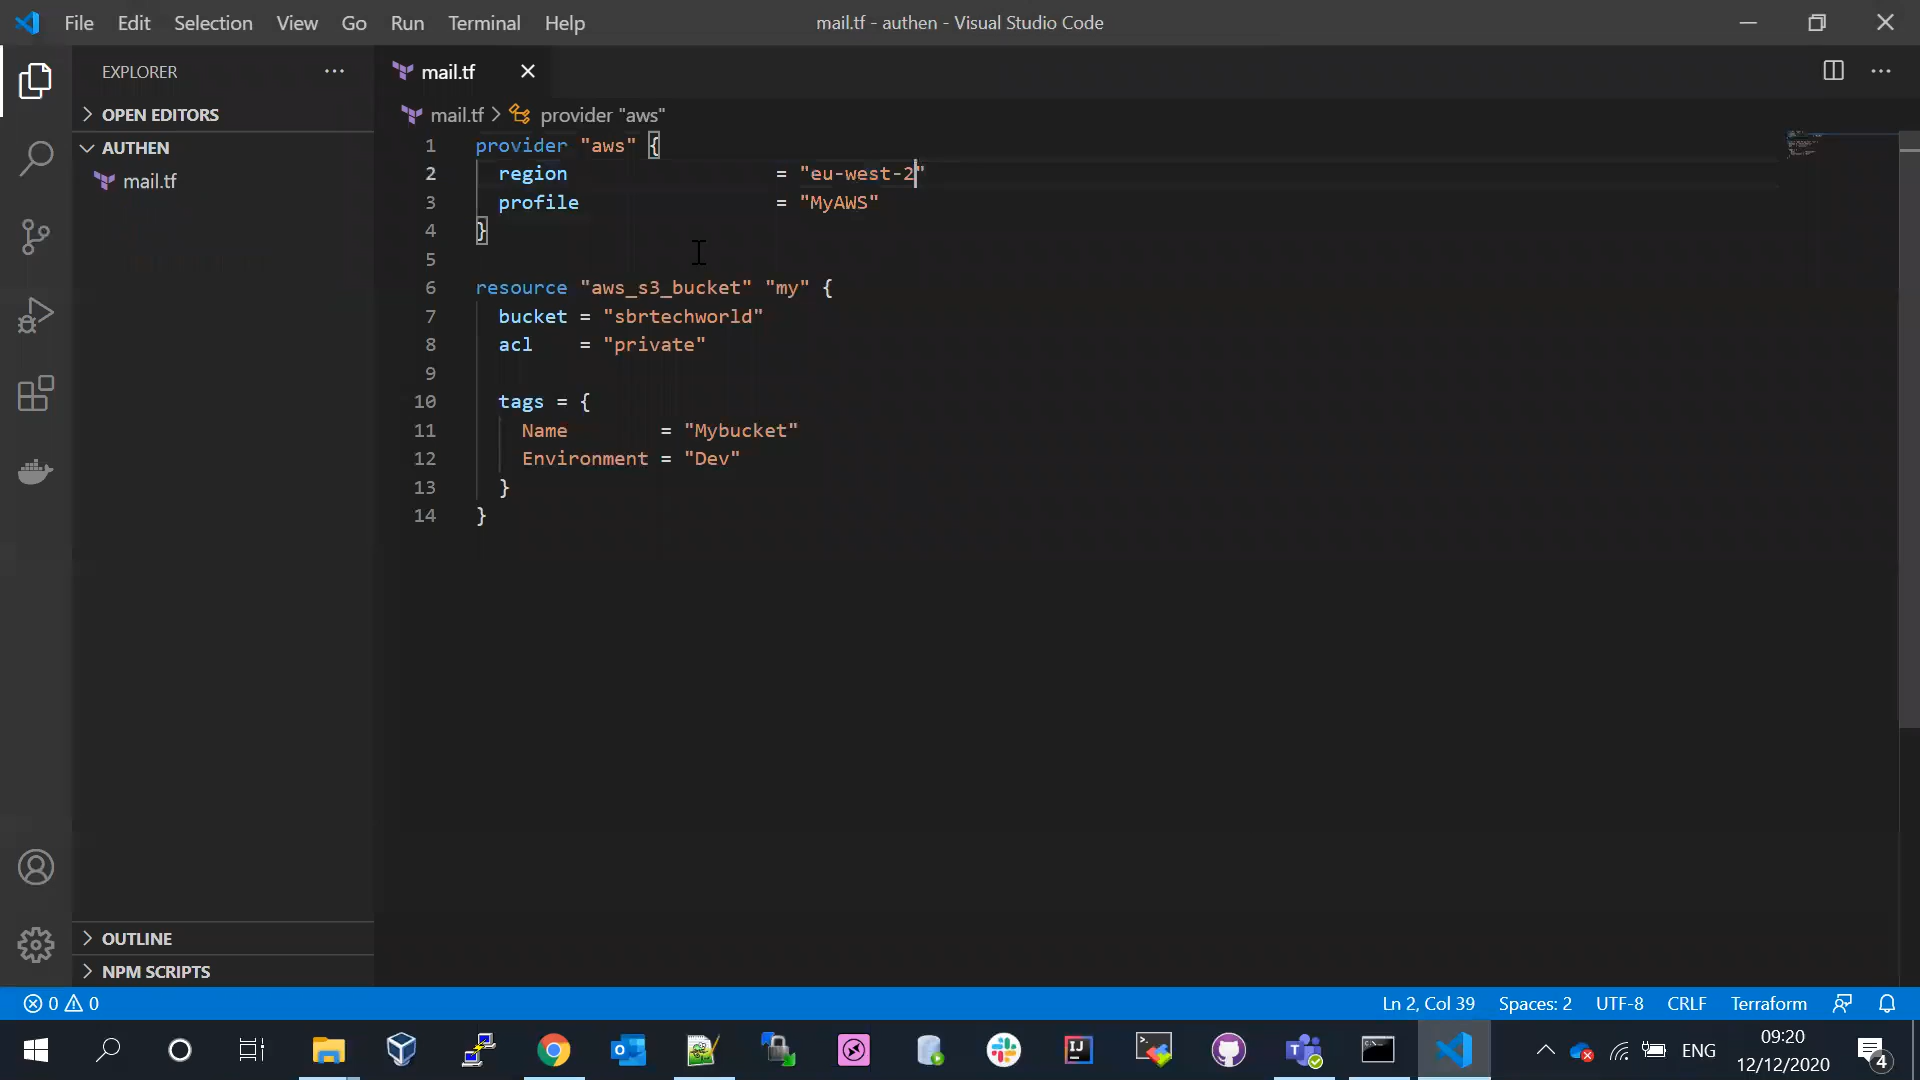 File Edit Selection View Go Run Terminal Help
mail.tf - authen - Visual Studio Code
EXPLORER
OPEN EDITORS
AUTHEN
mail.tf
OUTLINE
NPM SCRIPTS
mail.tf
mail.tf > provider "aws"
1 provider "aws" {
2 region = "eu-west-2"
3 profile = "MyAWS"
4 }
5
6 resource "aws_s3_bucket" "my" {
7 bucket = "sbrtechworld"
8 acl = "private"
9
10 tags = {
11 Name = "Mybucket"
12 Environment = "Dev"
13 }
14 }
0 0
Ln 2, Col 39 Spaces: 2 UTF-8 CRLF Terraform
IJ
ENG
09:20
12/12/2020
4